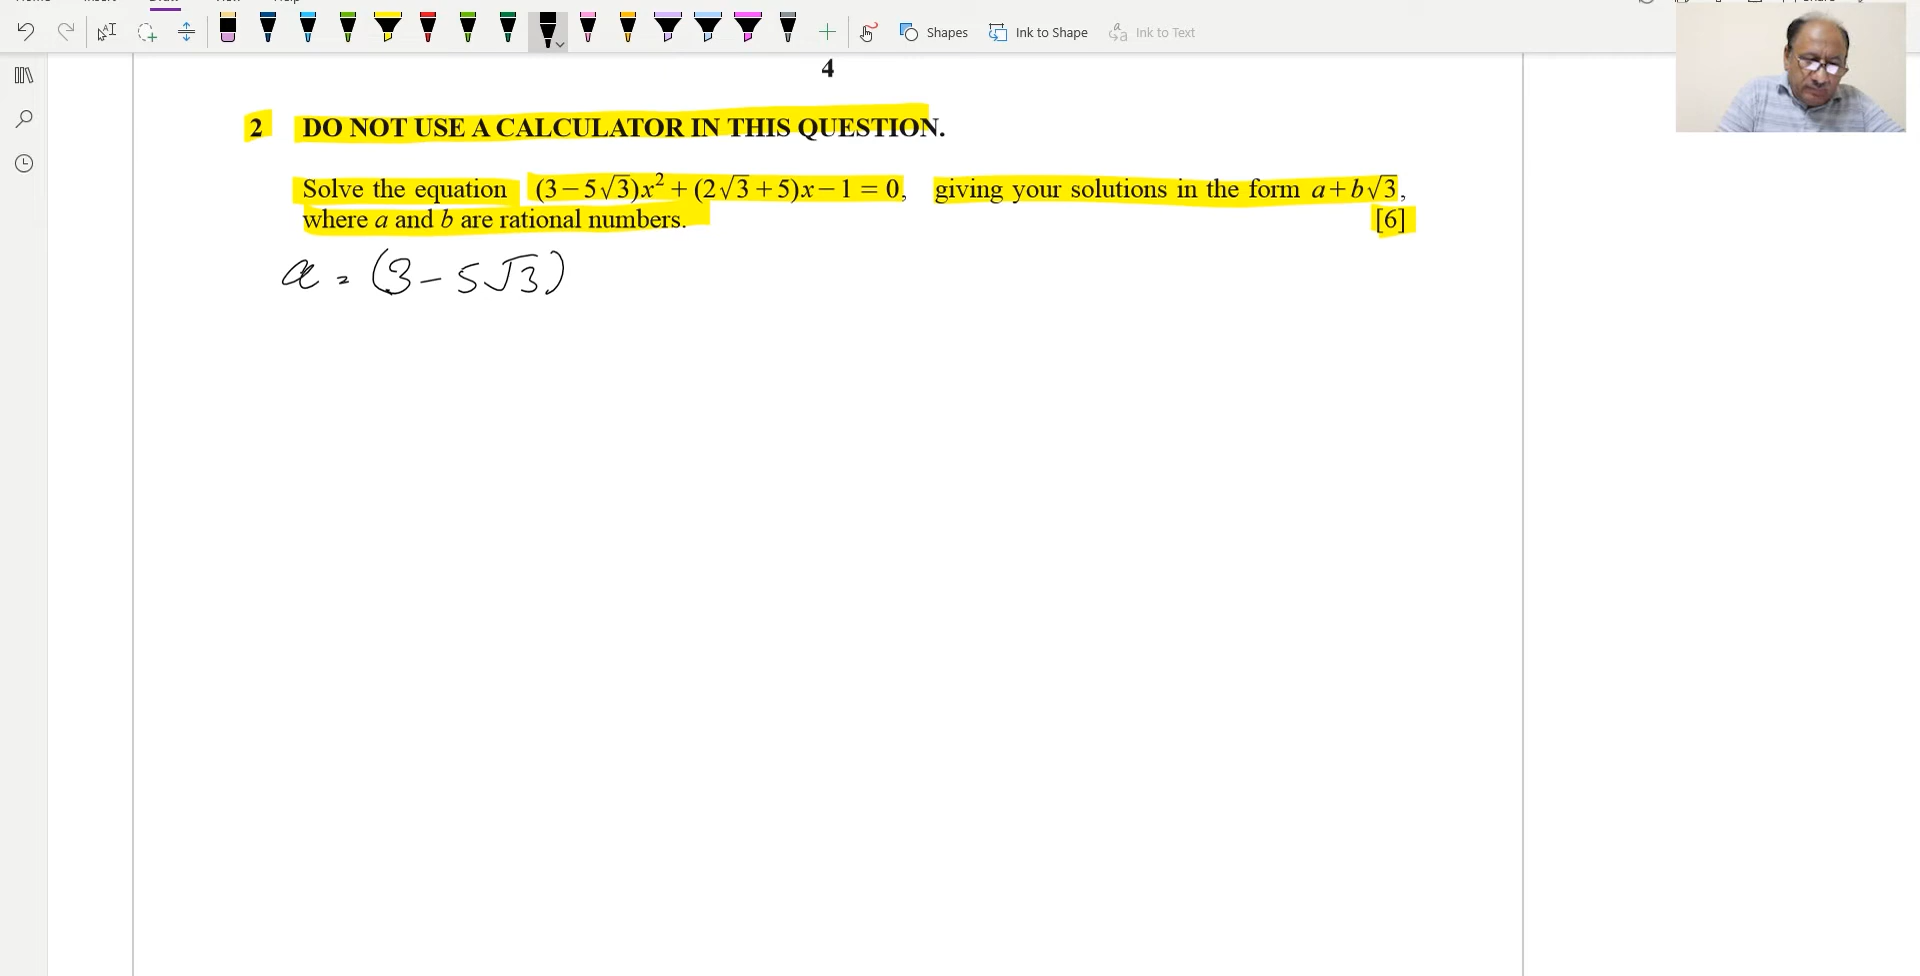 Shapes Ink to Shape Ink to Text
4
2 DO NOT USE A CALCULATOR IN THIS QUESTION.
Solve the equation (3−5√3)x²+(2√3+5)x−1=0, giving your solutions in the form a+b√3,
where a and b are rational numbers. [6]
a = (3 − 5√3)